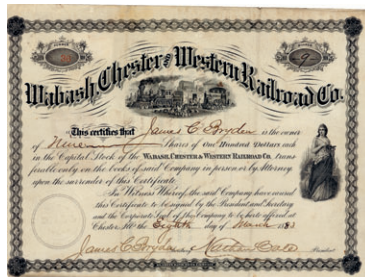 Wabash, Chester and Western Railroad Co.
9
This certifies that James C Bryden is the owner
of Nine Shares of One Hundred Dollars each
in the Capital Stock of the WABASH, CHESTER & WESTERN RAILROAD CO. trans
ferable only on the books of said Company in person or by Attorney
upon the surrender of this Certificate.
In Witness Whereof, the said Company have caused
this Certificate to be signed by the President and Secretary
and the Corporate Seal of the Company to be hereto affixed at
Chester, Ill. the Eighth day of March
James C Bryden
President